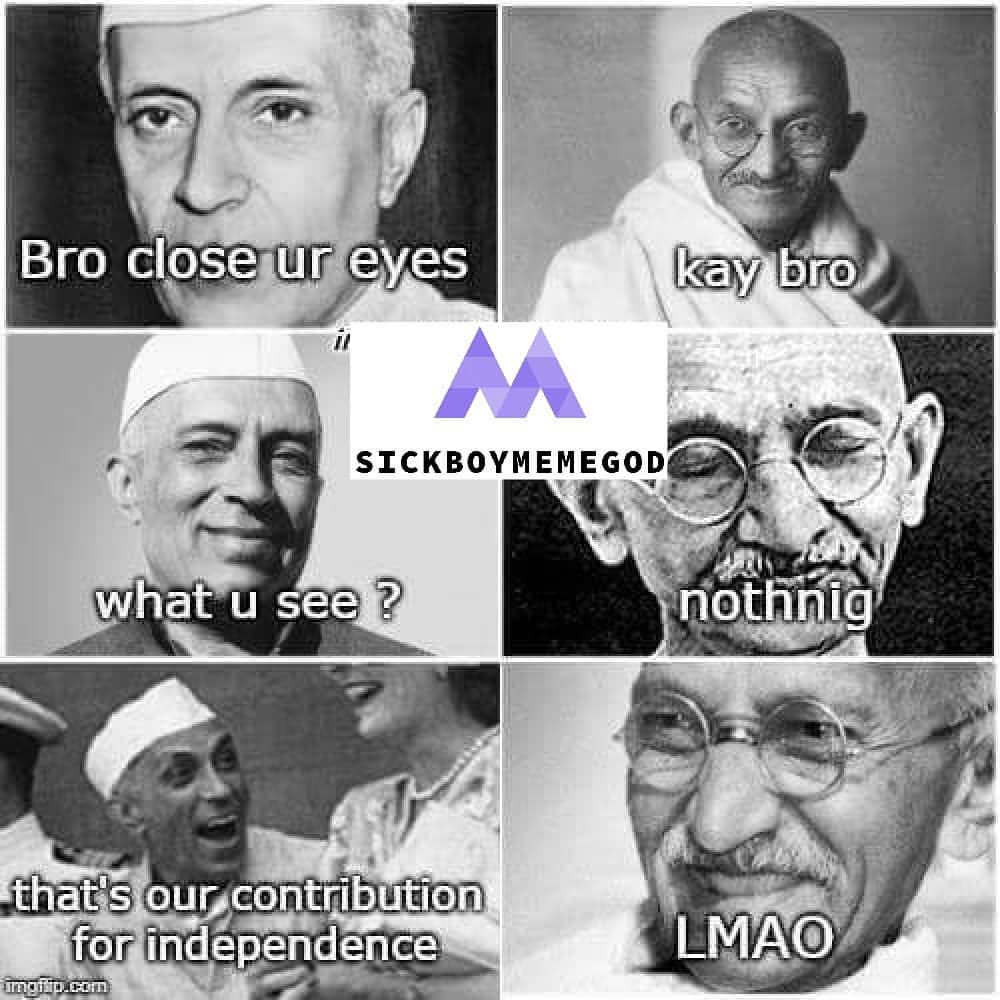 Bro close ur eyes
kay bro
SICKBOYMEMEGOD
what u see ?
nothnig
that's our contribution
for independence
LMAO
imgflip.com